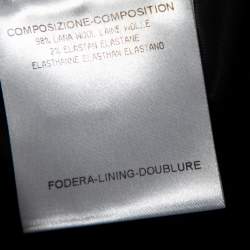 COMPOSIZIONE-COMPOSITION
98% LANA WOOL LAINE WOLLE
2% ELASTAN ELASTANE
ELASTHANNE ELASTHAN ELASTANO
FODERA-LINING-DOUBLURE